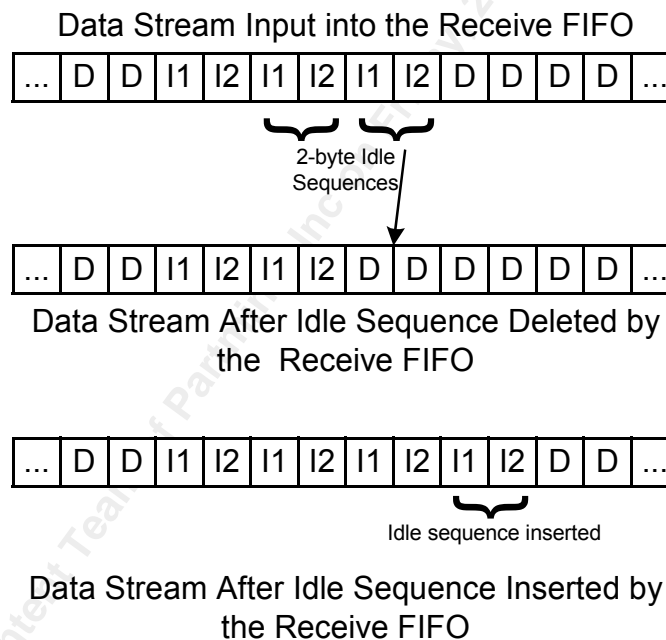 Data Stream Input into the Receive FIFO
... D D I1 I2 I1 I2 I1 I2 D D D D ...
2-byte Idle
Sequences
... D D I1 I2 I1 I2 D D D D D D ...
Data Stream After Idle Sequence Deleted by
the Receive FIFO
... D D I1 I2 I1 I2 I1 I2 I1 I2 D D ...
Idle sequence inserted
Data Stream After Idle Sequence Inserted by
the Receive FIFO